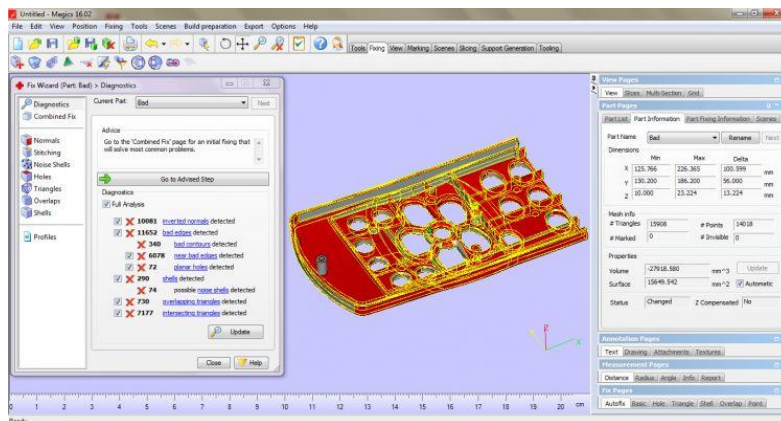 Untitled - Magics 16.02
File Edit View Position Fixing Tools Scenes Build preparation Export Options Help
Tools Fixing View Marking Scenes Slicing Support Generation Tooling
Fix Wizard (Part: Bad) > Diagnostics
Diagnostics
Combined Fix
Normals
Stitching
Noise Shells
Holes
Triangles
Overlaps
Shells
Profiles
Current Part: Bad Next
Advice
Go to the 'Combined Fix' page for an initial fixing that
will solve most common problems.
Go to Advised Step
Diagnostics
Full Analysis
10081 inverted normals detected
11652 bad edges detected
340 bad contours detected
6078 near bad edges detected
72 planar holes detected
290 shells detected
74 possible noise shells detected
730 overlapping triangles detected
7177 intersecting triangles detected
Update
Close Help
Z
X
0 1 2 3 4 5 6 7 8 9 10 11 12 13 14 15 16 17 18 19 20 cm
View Pages
View Slices Multi-Section Grid
Part Pages
Part List Part Information Part Fixing Information Scenes
Part Name Bad Rename Next
Dimensions
Min Max Delta
X 125.766 226.365 100.599 mm
Y 130.200 186.200 56.000 mm
Z 10.000 23.224 13.224 mm
Mesh info
# Triangles 15908 # Points 14018
# Marked 0 # Invisible 0
Properties
Volume -27918.580 mm^3 Update
Surface 15649.542 mm^2 Automatic
Status Changed Z Compensated No
Annotation Pages
Text Drawing Attachments Textures
Measurement Pages
Distance Radius Angle Info Report
Fix Pages
Autofix Basic Hole Triangle Shell Overlap Point